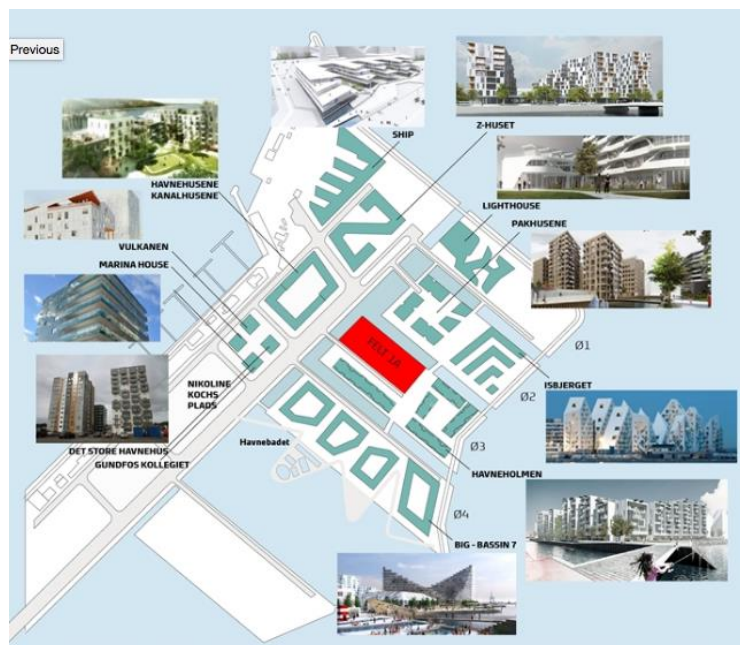 Previous
SHIP
Z-HUSET
HAVNEHUSENE
KANALHUSENE
LIGHTHOUSE
PAKHUSENE
VULKANEN
MARINA HOUSE
FELT 1A
Ø1
ISBJERGET
Ø2
NIKOLINE
KOCHS
PLADS
Havnebadet
Ø3
DET STORE HAVNEHUS
GUNDFOS KOLLEGIET
HAVNEHOLMEN
Ø4
BIG - BASSIN 7